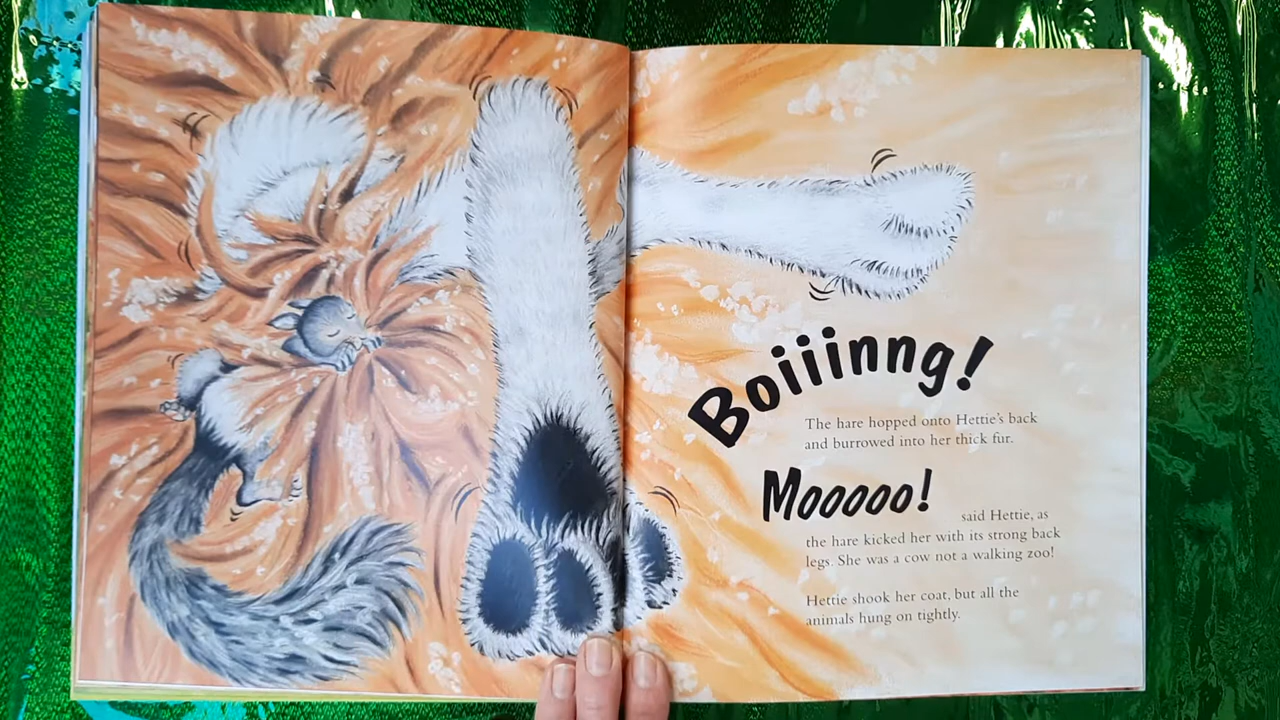 Boiiinng!
The hare hopped onto Hettie's back
and burrowed into her thick fur.
Mooooo!
said Hettie, as
the hare kicked her with its strong back
legs. She was a cow not a walking zoo!
Hettie shook her coat, but all the
animals hung on tightly.